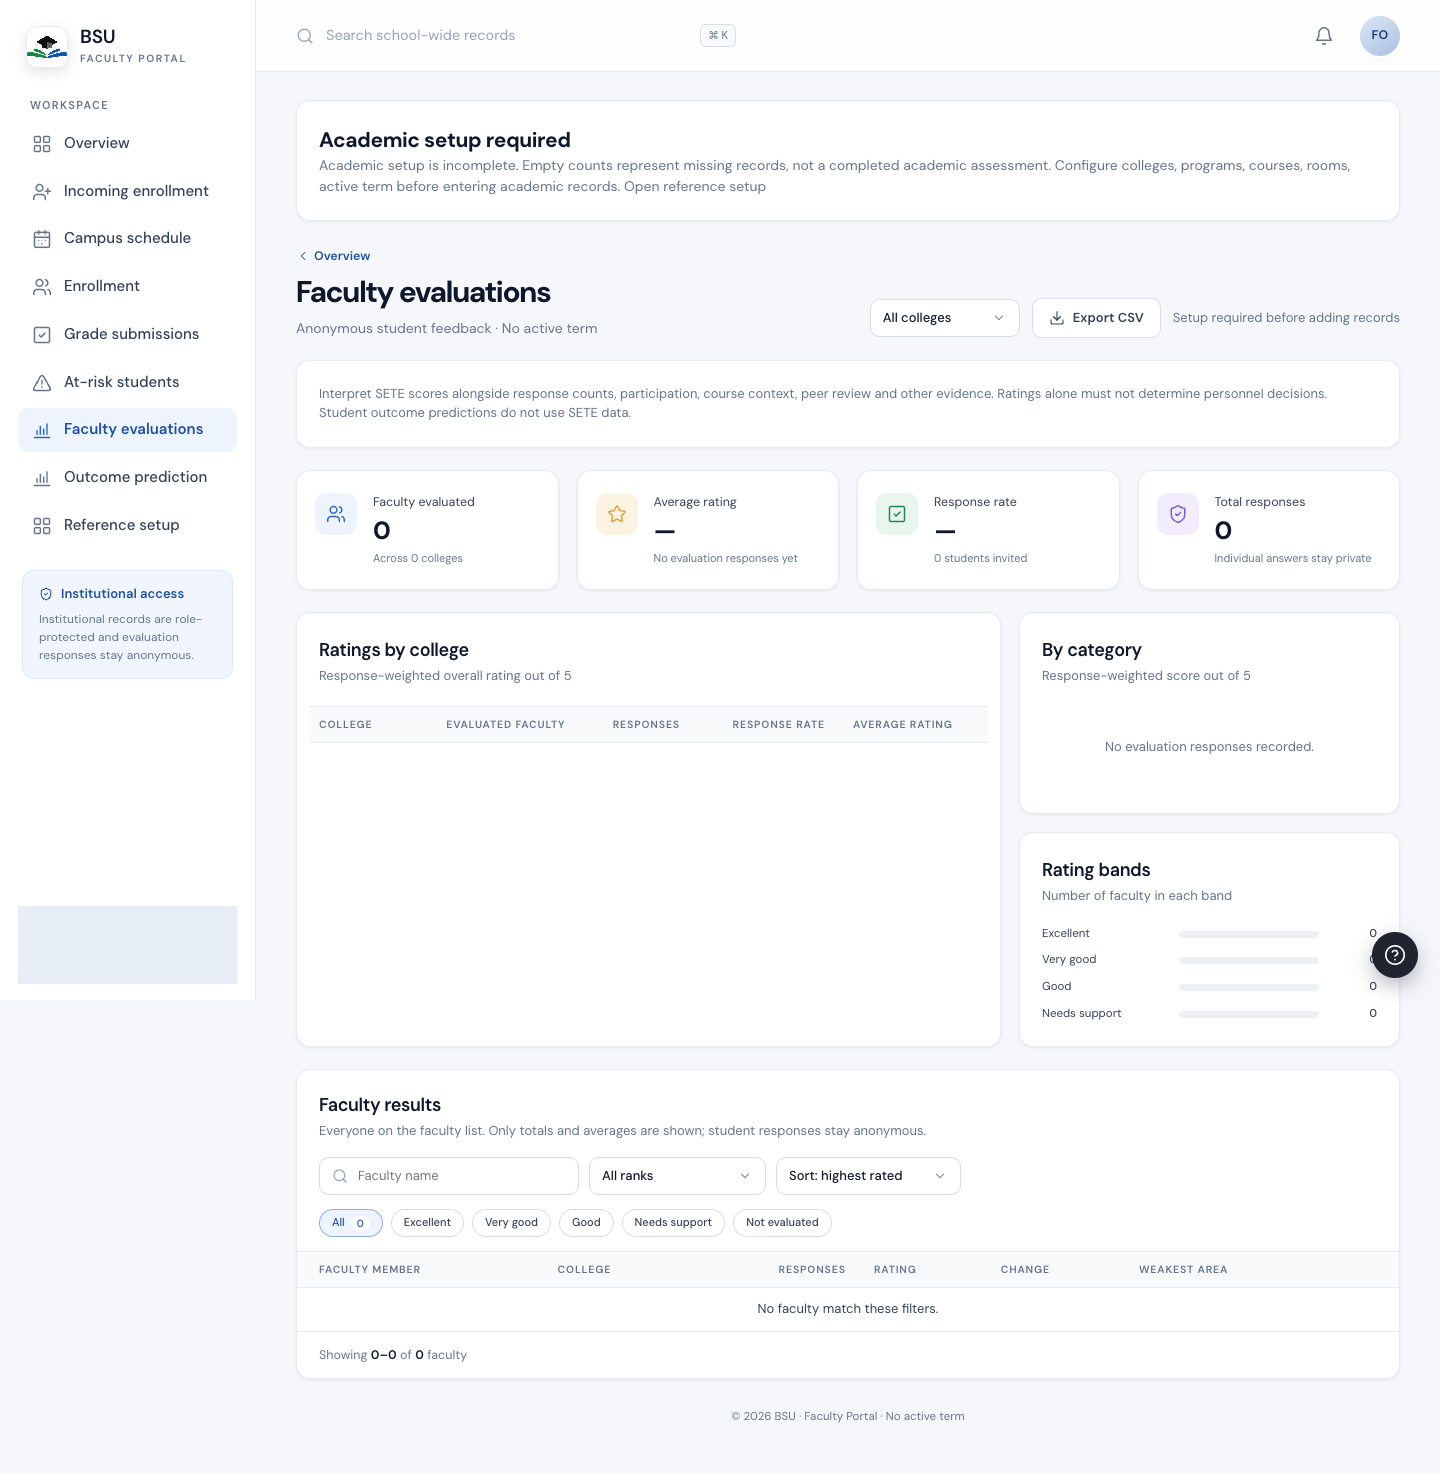 BSU
FACULTY PORTAL
WORKSPACE
Overview
Incoming enrollment
Campus schedule
Enrollment
Grade submissions
At-risk students
Faculty evaluations
Outcome prediction
Reference setup
Institutional access
Institutional records are role-
protected and evaluation
responses stay anonymous.
Search school-wide records
⌘ K
FO
Academic setup required
Academic setup is incomplete. Empty counts represent missing records, not a completed academic assessment. Configure colleges, programs, courses, rooms,
active term before entering academic records. Open reference setup
Overview
Faculty evaluations
Anonymous student feedback · No active term
All colleges
Export CSV
Setup required before adding records
Interpret SETE scores alongside response counts, participation, course context, peer review and other evidence. Ratings alone must not determine personnel decisions.
Student outcome predictions do not use SETE data.
Faculty evaluated
0
Across 0 colleges
Average rating
—
No evaluation responses yet
Response rate
—
0 students invited
Total responses
0
Individual answers stay private
Ratings by college
Response-weighted overall rating out of 5
COLLEGE EVALUATED FACULTY RESPONSES RESPONSE RATE AVERAGE RATING
By category
Response-weighted score out of 5
No evaluation responses recorded.
Rating bands
Number of faculty in each band
Excellent 0
Very good
Good 0
Needs support 0
Faculty results
Everyone on the faculty list. Only totals and averages are shown; student responses stay anonymous.
Faculty name
All ranks
Sort: highest rated
All 0 Excellent Very good Good Needs support Not evaluated
FACULTY MEMBER COLLEGE RESPONSES RATING CHANGE WEAKEST AREA
No faculty match these filters.
Showing 0–0 of 0 faculty
© 2026 BSU · Faculty Portal · No active term